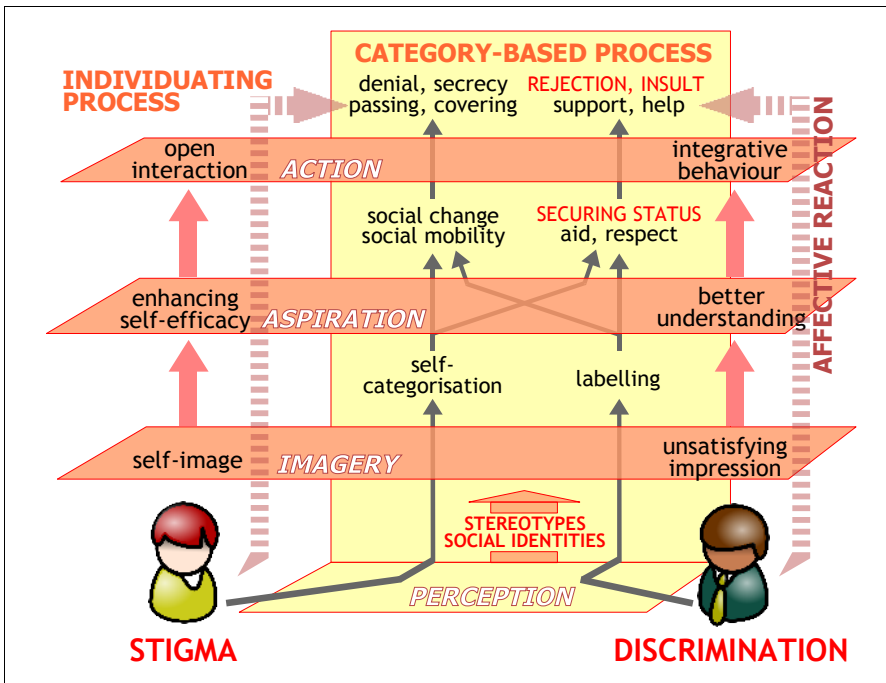 CATEGORY-BASED PROCESS
INDIVIDUATING
PROCESS
denial, secrecy
passing, covering
REJECTION, INSULT
support, help
open
interaction
ACTION
integrative
behaviour
AFFECTIVE REACTION
social change
social mobility
SECURING STATUS
aid, respect
enhancing
self-efficacy
ASPIRATION
better
understanding
self-
categorisation
labelling
self-image
IMAGERY
unsatisfying
impression
STEREOTYPES
SOCIAL IDENTITIES
PERCEPTION
STIGMA
DISCRIMINATION